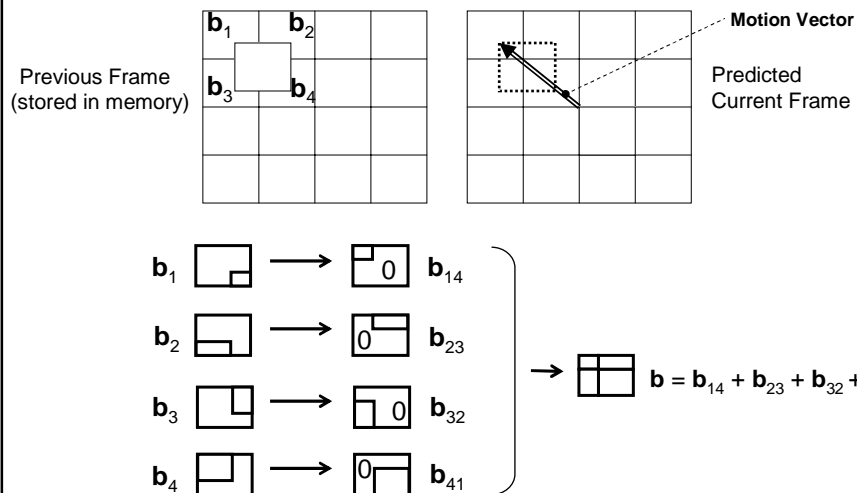 b₁ b₂
b₃ b₄
Previous Frame
(stored in memory)
Motion Vector
Predicted
Current Frame
b₁ 0 b₁₄
b₂ 0 b₂₃
b₃ 0 b₃₂
b₄ 0 b₄₁
b = b₁₄ + b₂₃ + b₃₂ +